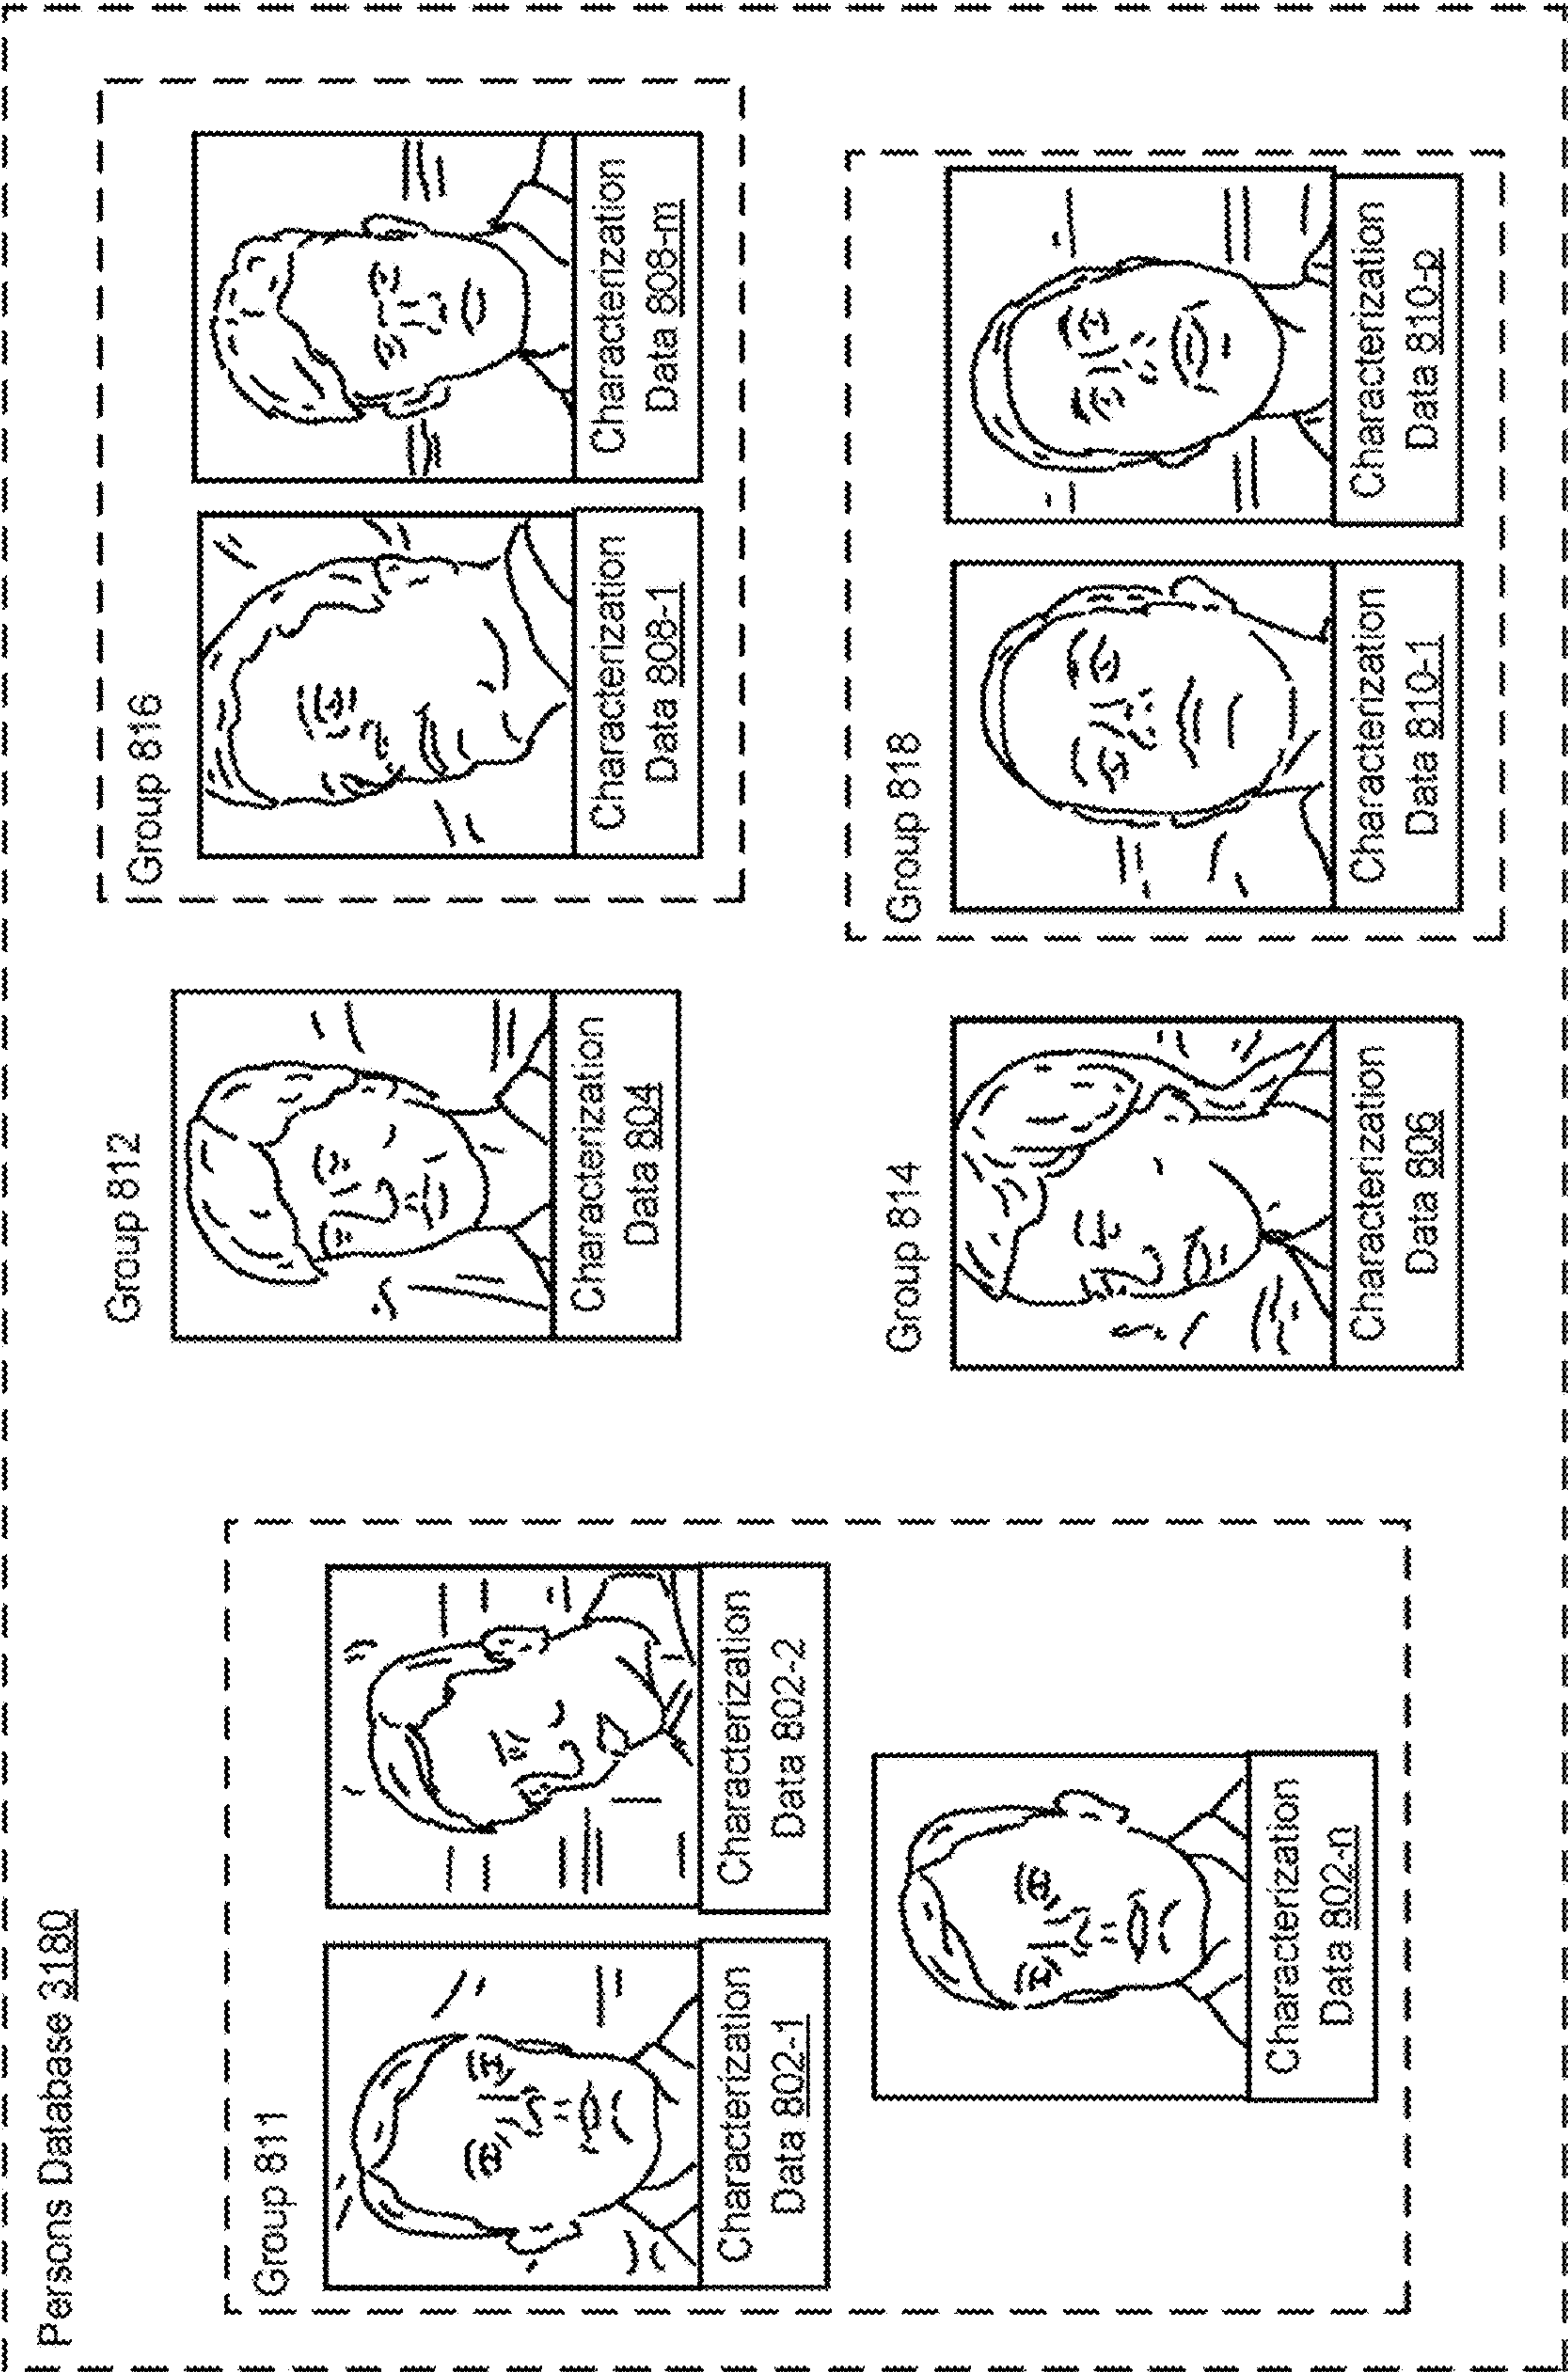 Persons Database 3180
Group 811
Characterization
Data 802-1
Characterization
Data 802-2
Characterization
Data 802-n
Group 812
Characterization
Data 804
Group 814
Characterization
Data 806
Group 816
Characterization
Data 808-1
Characterization
Data 808-m
Group 818
Characterization
Data 810-1
Characterization
Data 810-p